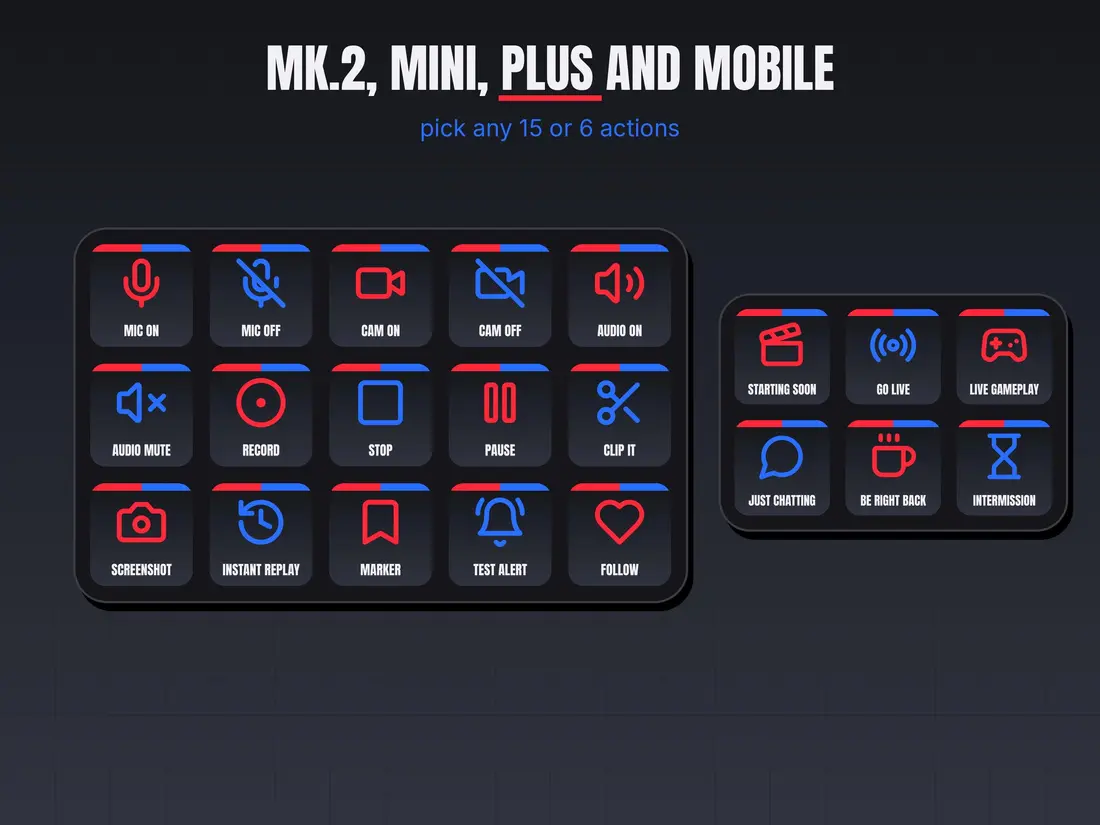 MK.2, MINI, PLUS AND MOBILE
pick any 15 or 6 actions
MIC ON
MIC OFF
CAM ON
CAM OFF
AUDIO ON
AUDIO MUTE
RECORD
STOP
PAUSE
CLIP IT
SCREENSHOT
INSTANT REPLAY
MARKER
TEST ALERT
FOLLOW
STARTING SOON
GO LIVE
LIVE GAMEPLAY
JUST CHATTING
BE RIGHT BACK
INTERMISSION